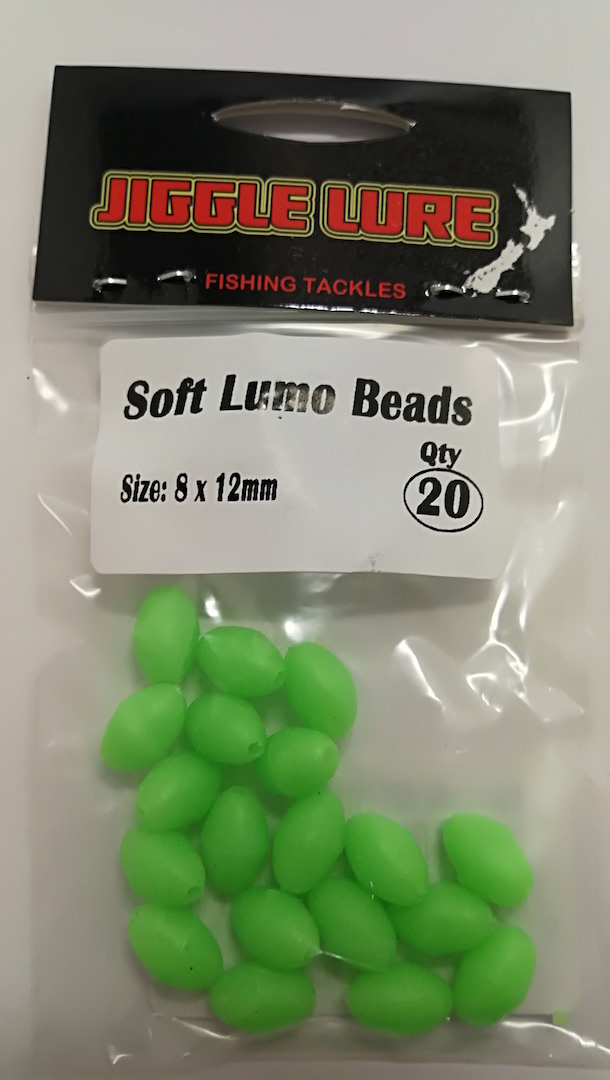 JIGGLE LURE
FISHING TACKLES
Soft Lumo Beads
Qty
Size: 8 x 12mm
20